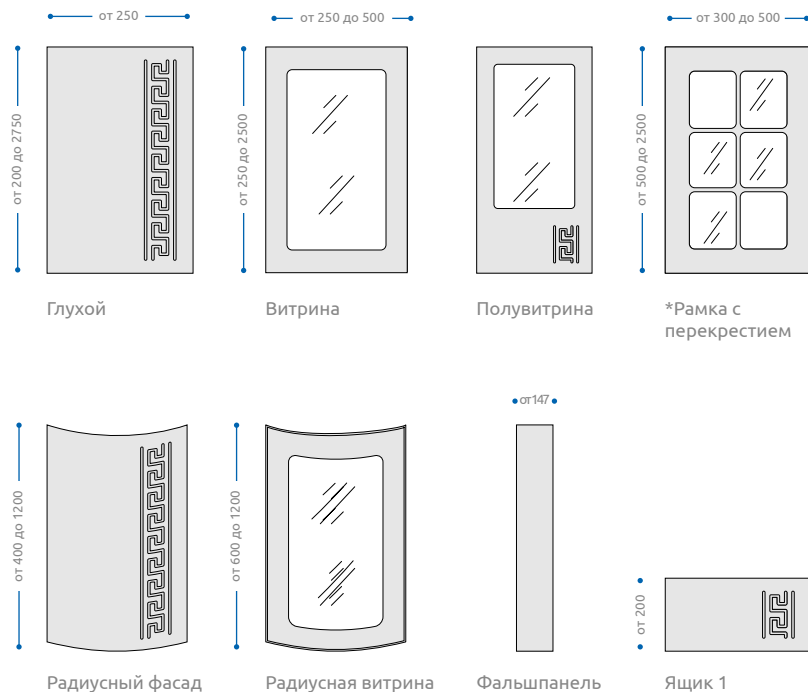 от 250
от 250 до 500
от 300 до 500
от 200 до 2750
от 250 до 2500
от 500 до 2500
Глухой
Витрина
Полувитрина
*Рамка с
перекрестием
от147
от 400 до 1200
от 600 до 1200
от 200
Радиусный фасад
Радиусная витрина
Фальшпанель
Ящик 1